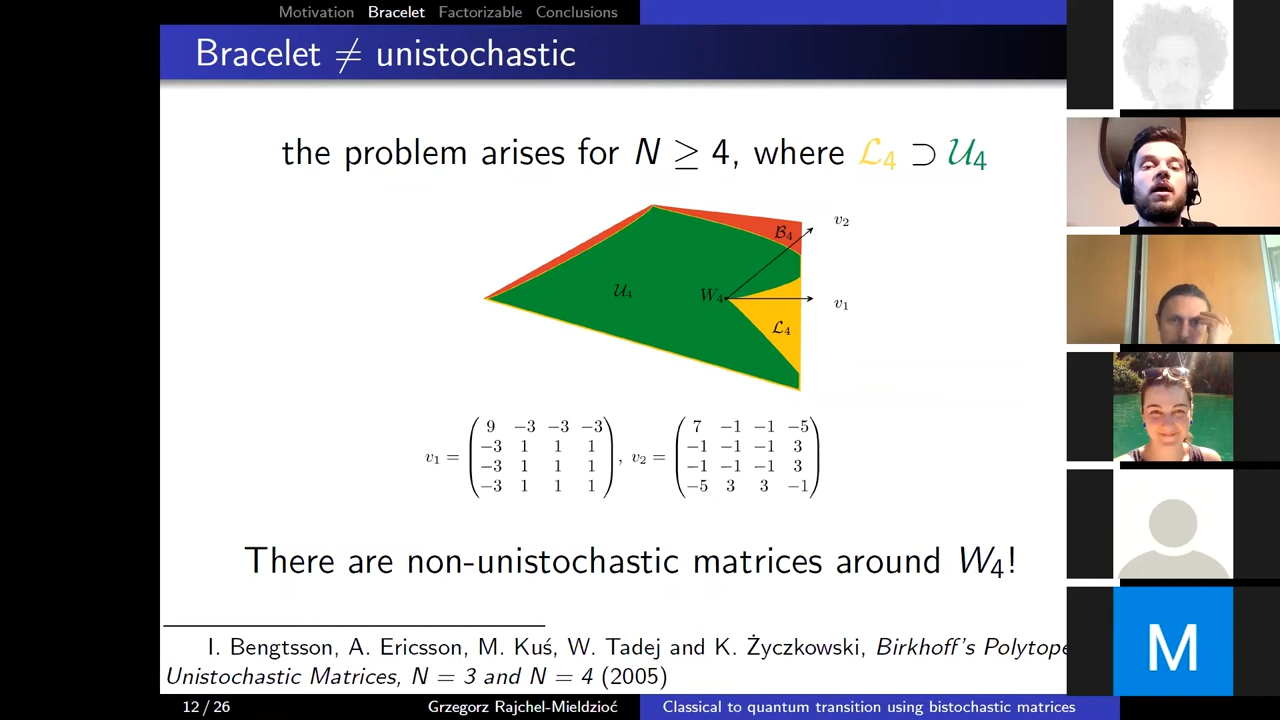 Motivation Bracelet Factorizable Conclusions
Bracelet ≠ unistochastic
the problem arises for N ≥ 4, where ℒ₄ ⊃ 𝒰₄
v₂
ℬ₄
𝒰₄
W₄
v₁
ℒ₄
v₁ = (9 −3 −3 −3; −3 1 1 1; −3 1 1 1; −3 1 1 1), v₂ = (7 −1 −1 −5; −1 −1 −1 3; −1 −1 −1 3; −5 3 3 −1)
There are non-unistochastic matrices around W₄!
I. Bengtsson, A. Ericsson, M. Kuś, W. Tadej and K. Życzkowski, Birkhoff's Polytope
Unistochastic Matrices, N = 3 and N = 4 (2005)
12 / 26 Grzegorz Rajchel-Mieldzioć Classical to quantum transition using bistochastic matrices
M